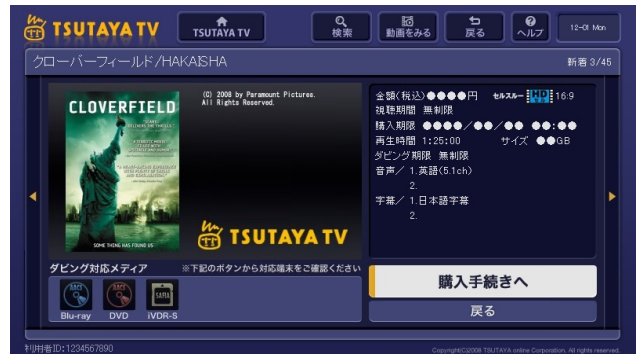 TSUTAYA TV
TSUTAYA TV
検索
動画をみる
戻る
ヘルプ
12-01 Mon
クローバーフィールド/HAKAISHA
新着 3/45
CLOVERFIELD
SOME THING HAS FOUND US
(C) 2008 by Paramount Pictures.
All Rights Reserved.
TSUTAYA TV
金額(税込)●●●●円 セルスルー HD 16:9
視聴期間 無制限
購入期限 ●●●●/●●/●● ●●:●●
再生時間 1:25:00 サイズ ●●GB
ダビング期限 無制限
音声/ 1.英語(5.1ch)
2.
字幕/ 1.日本語字幕
2.
ダビング対応メディア ※下記のボタンから対応端末をご確認ください
AACS
Blu-ray
DVD
SAFIA
iVDR-S
購入手続きへ
戻る
利用者ID:1234567890
Copyright(C)2008 TSUTAYA online Corporation. All rights reserved.